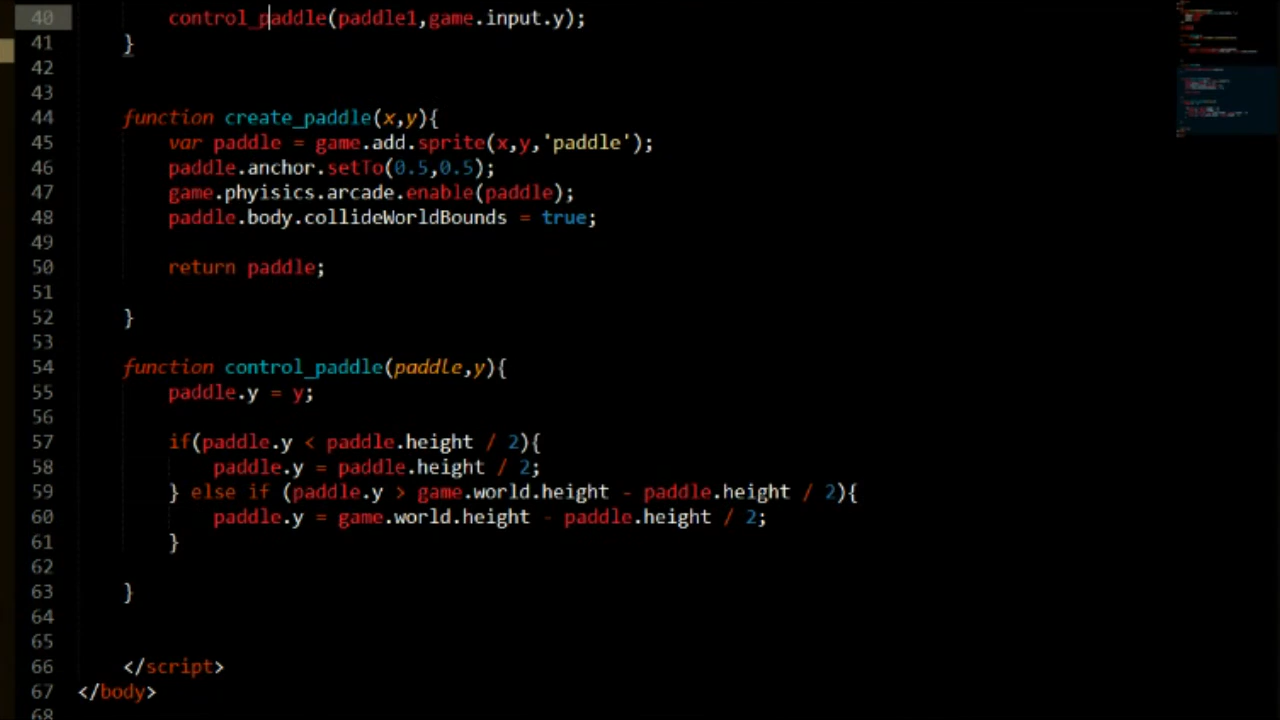 40 control_paddle(paddle1,game.input.y);
41 }
42
43
44 function create_paddle(x,y){
45 var paddle = game.add.sprite(x,y,'paddle');
46 paddle.anchor.setTo(0.5,0.5);
47 game.phyisics.arcade.enable(paddle);
48 paddle.body.collideWorldBounds = true;
49
50 return paddle;
51
52 }
53
54 function control_paddle(paddle,y){
55 paddle.y = y;
56
57 if(paddle.y < paddle.height / 2){
58 paddle.y = paddle.height / 2;
59 } else if (paddle.y > game.world.height - paddle.height / 2){
60 paddle.y = game.world.height - paddle.height / 2;
61 }
62
63 }
64
65
66 </script>
67 </body>
68